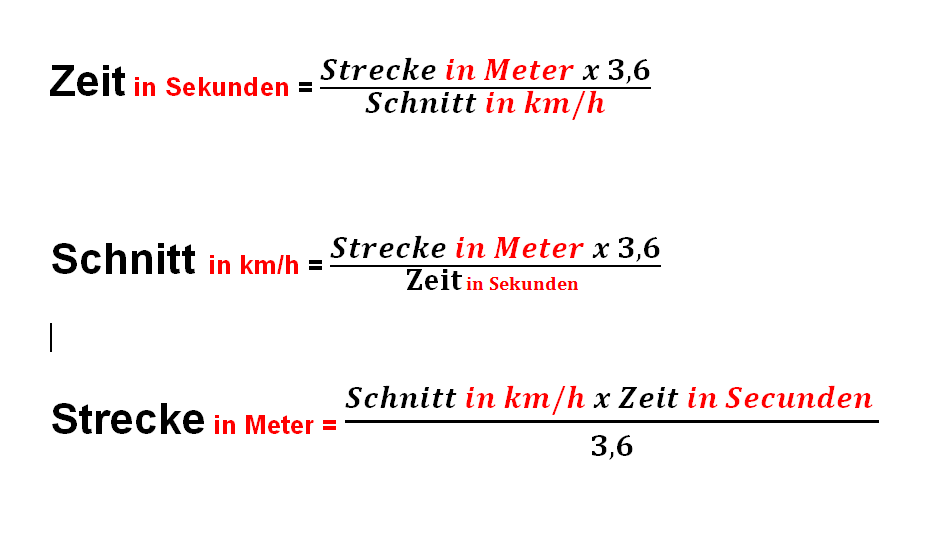 Zeit in Sekunden = Strecke in Meter x 3,6
Schnitt in km/h
Schnitt in km/h = Strecke in Meter x 3,6
Zeit in Sekunden
Strecke in Meter = Schnitt in km/h x Zeit in Secunden
3,6